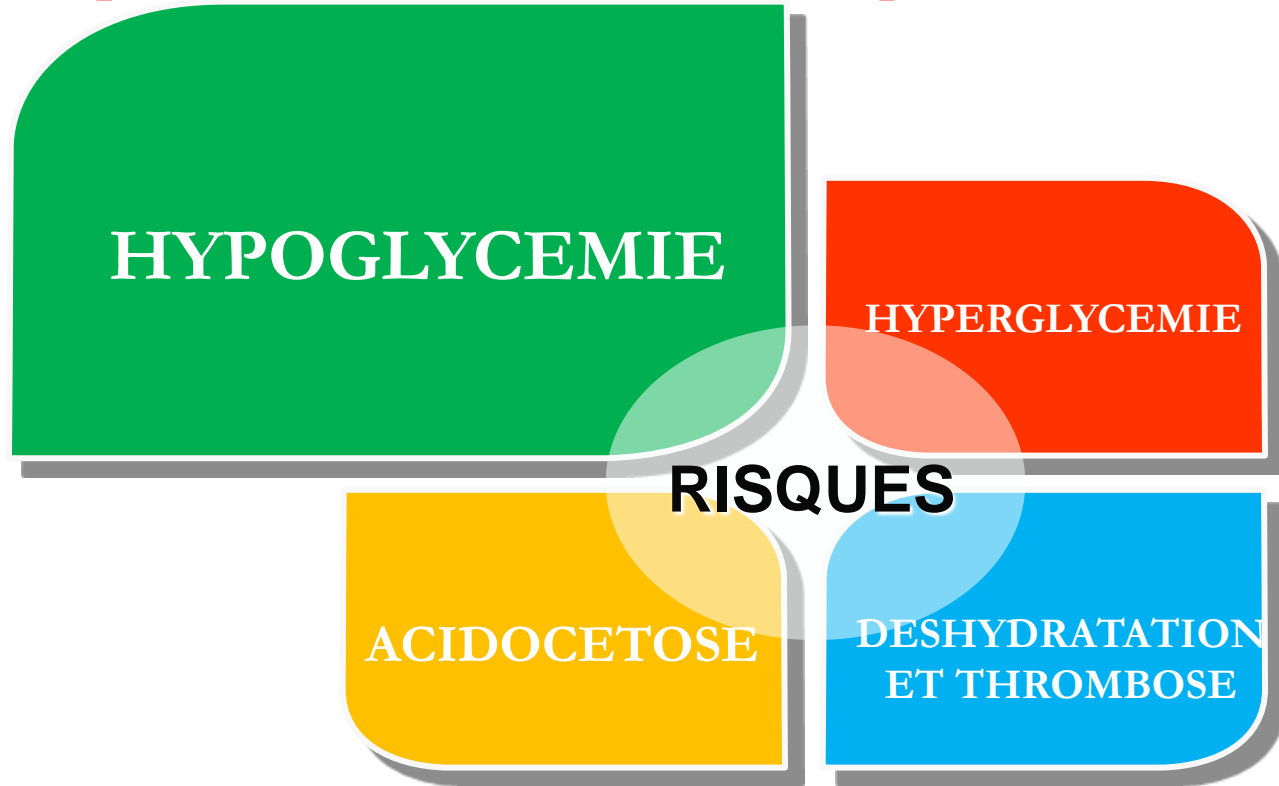 HYPOGLYCEMIE
HYPERGLYCEMIE
RISQUES
ACIDOCETOSE
DESHYDRATATION
ET THROMBOSE